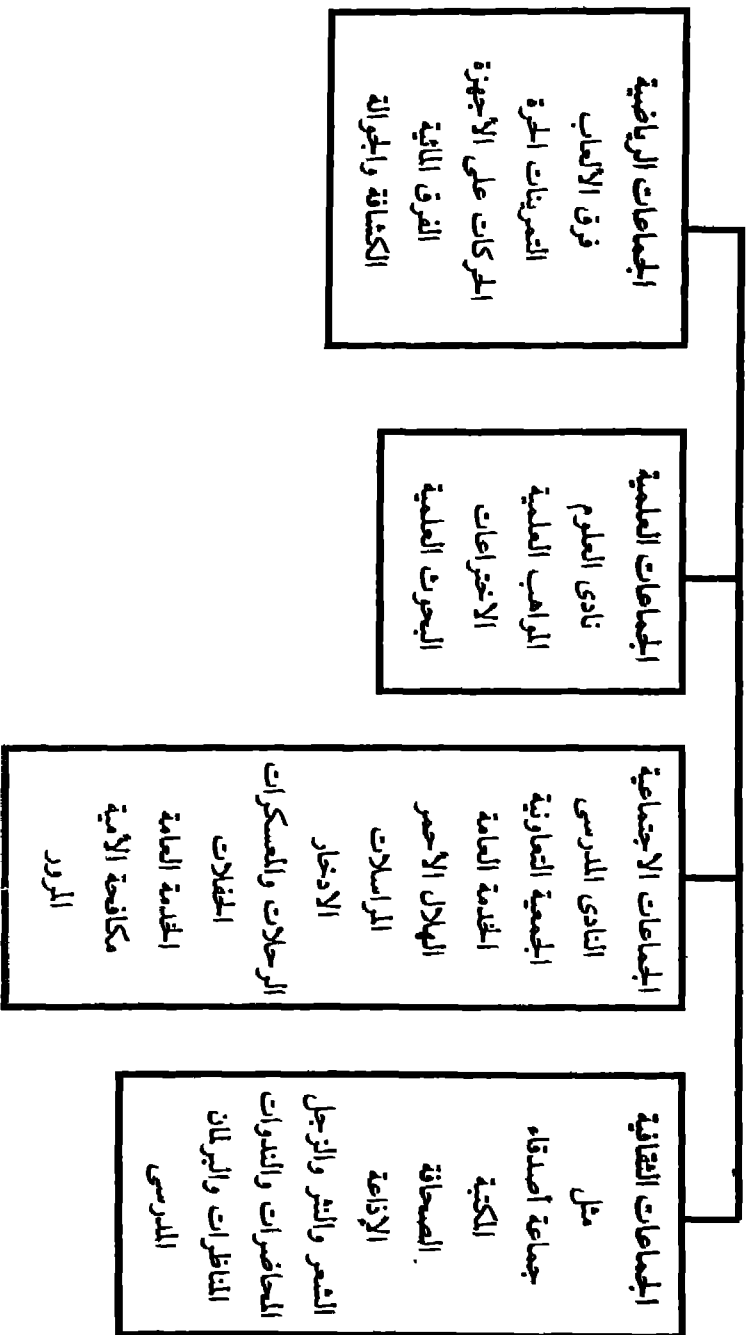 الجماعات الثقافية
مثل
جماعة أصدقاء
المكتبة
الصحافة
الإذاعة
الشعر والنثر والزجل
المحاضرات والندوات
المناظرات والبرلمان
المدرسى
الجماعات الاجتماعية
النادى المدرسى
الجمعية التعاونية
الخدمة العامة
الهلال الأحمر
المراسلات
الادخار
الرحلات والمعسكرات
الحفلات
الخدمة العامة
مكافحة الأمية
المرور
الجماعات العلمية
نادى العلوم
المواهب العلمية
الاختراعات
البحوث العلمية
الجماعات الرياضية
فرق الألعاب
التمرينات الحرة
الحركات على الأجهزة
الفرق المائية
الكشافة والجوالة